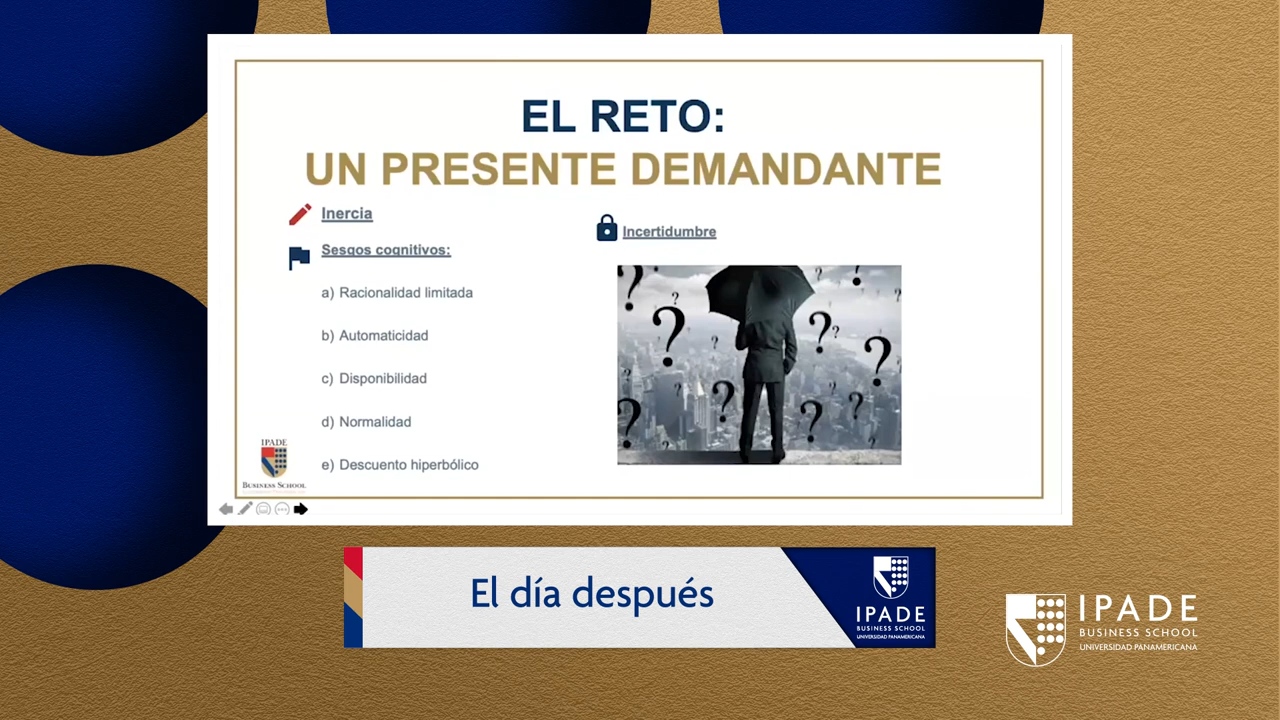 EL RETO:
UN PRESENTE DEMANDANTE
Inercia
Sesgos cognitivos:
a) Racionalidad limitada
b) Automaticidad
c) Disponibilidad
d) Normalidad
e) Descuento hiperbólico
Incertidumbre
? ? ? ? ? ? ? ? ? ? ? ?
IPADE
BUSINESS SCHOOL
El día después
IPADE
BUSINESS SCHOOL
UNIVERSIDAD PANAMERICANA
IPADE
BUSINESS SCHOOL
UNIVERSIDAD PANAMERICANA